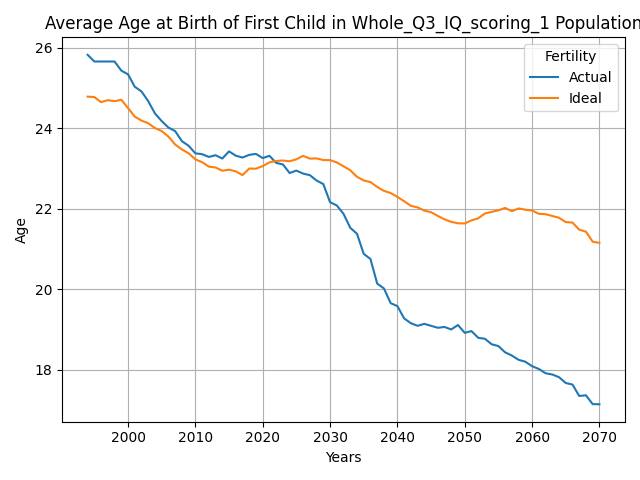 Average Age at Birth of First Child in Whole_Q3_IQ_scoring_1 Population
Fertility
Actual
Ideal
26
24
22
20
18
Age
2000
2010
2020
2030
2040
2050
2060
2070
Years